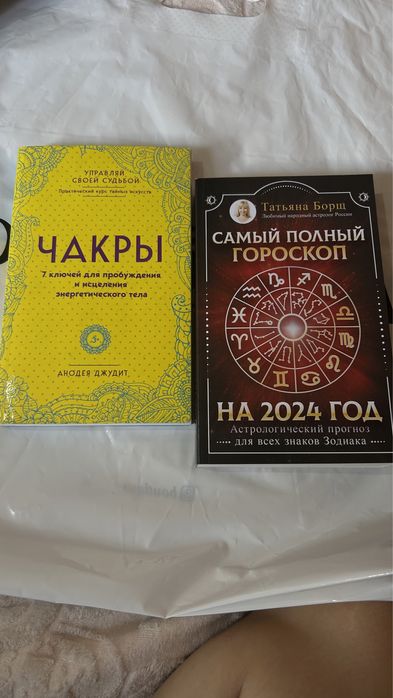 УПРАВЛЯЙ
СВОЕЙ СУДЬБОЙ
Практический курс тайных искусств
ЧАКРЫ
7 ключей для пробуждения
и исцеления
энергетического тела
АНОДЕЯ ДЖУДИТ
Татьяна Борщ
Любимый народный астролог России
САМЫЙ ПОЛНЫЙ
ГОРОСКОП
НА 2024 ГОД
Астрологический прогноз
для всех знаков Зодиака